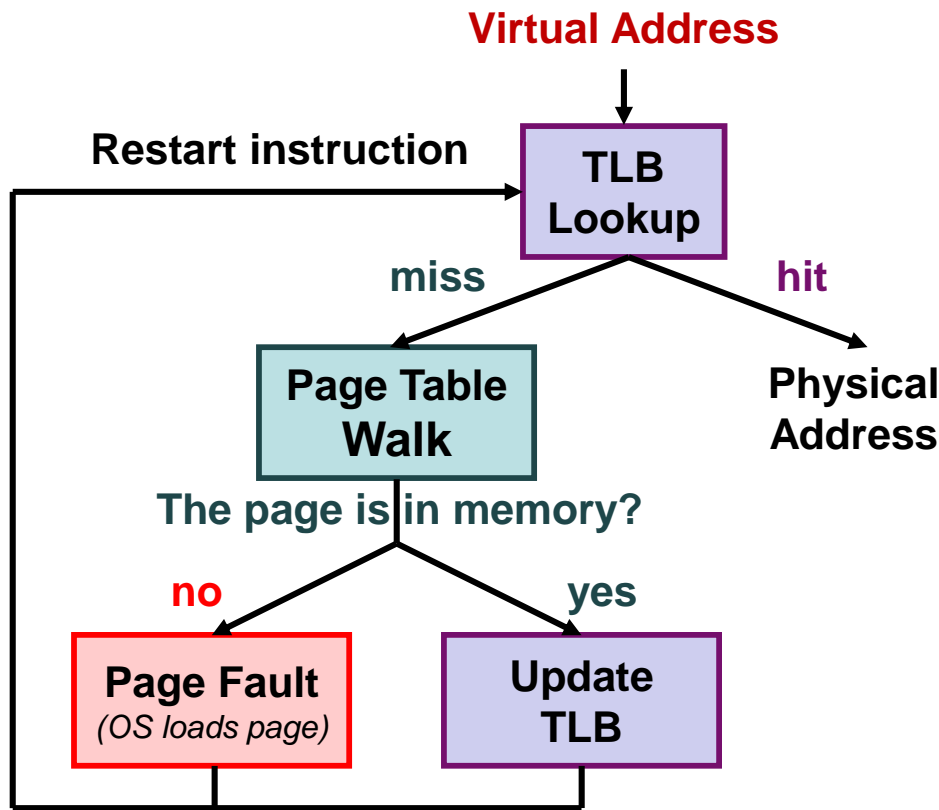 Virtual Address
Restart instruction
TLB
Lookup
miss
hit
Page Table
Walk
Physical
Address
The page is in memory?
no
yes
Page Fault
(OS loads page)
Update
TLB